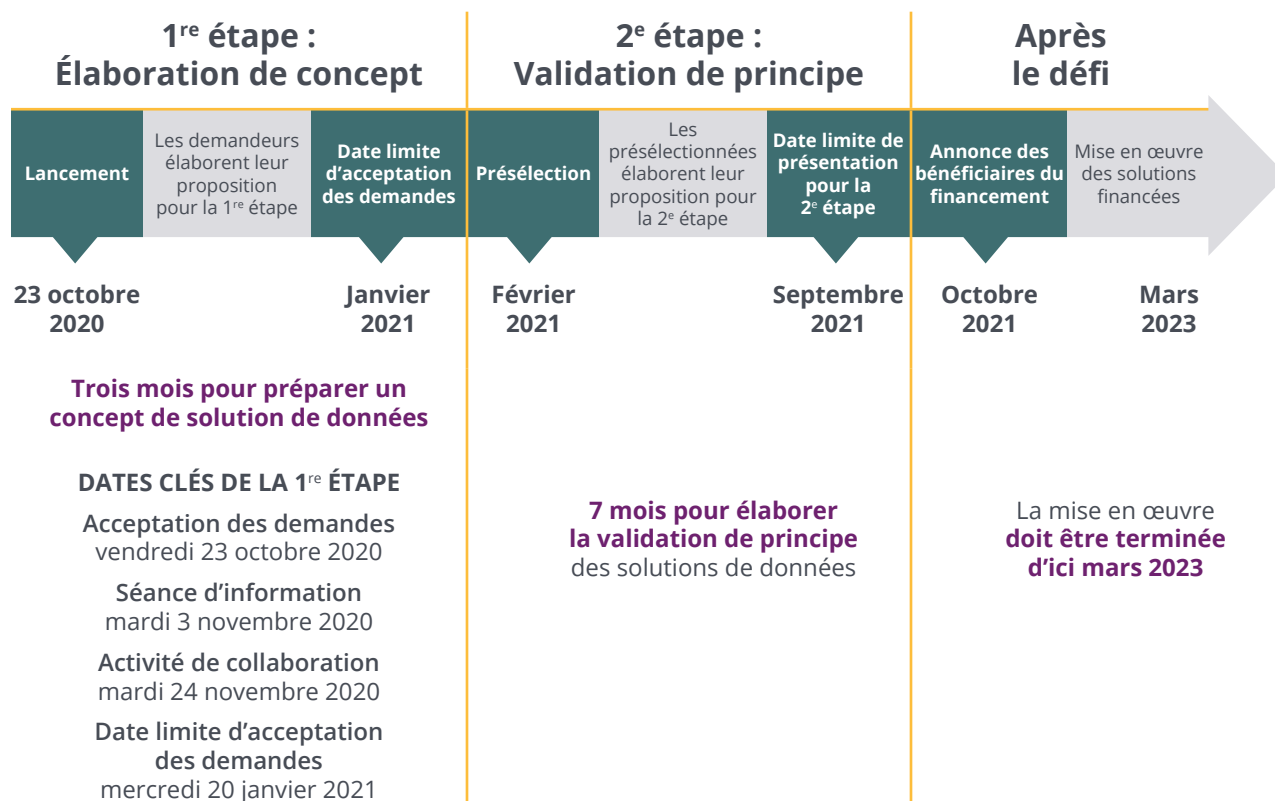 1re étape :
Élaboration de concept
2e étape :
Validation de principe
Après
le défi
Lancement
Les demandeurs
élaborent leur
proposition
pour la 1re étape
Date limite
d'acceptation
des demandes
Présélection
Les
présélectionnées
élaborent leur
proposition pour
la 2e étape
Date limite de
présentation
pour la
2e étape
Annonce des
bénéficiaires du
financement
Mise en œuvre
des solutions
financées
23 octobre
2020
Janvier
2021
Février
2021
Septembre
2021
Octobre
2021
Mars
2023
Trois mois pour préparer un
concept de solution de données
DATES CLÉS DE LA 1re ÉTAPE
Acceptation des demandes
vendredi 23 octobre 2020
Séance d'information
mardi 3 novembre 2020
Activité de collaboration
mardi 24 novembre 2020
Date limite d'acceptation
des demandes
mercredi 20 janvier 2021
7 mois pour élaborer
la validation de principe
des solutions de données
La mise en œuvre
doit être terminée
d'ici mars 2023